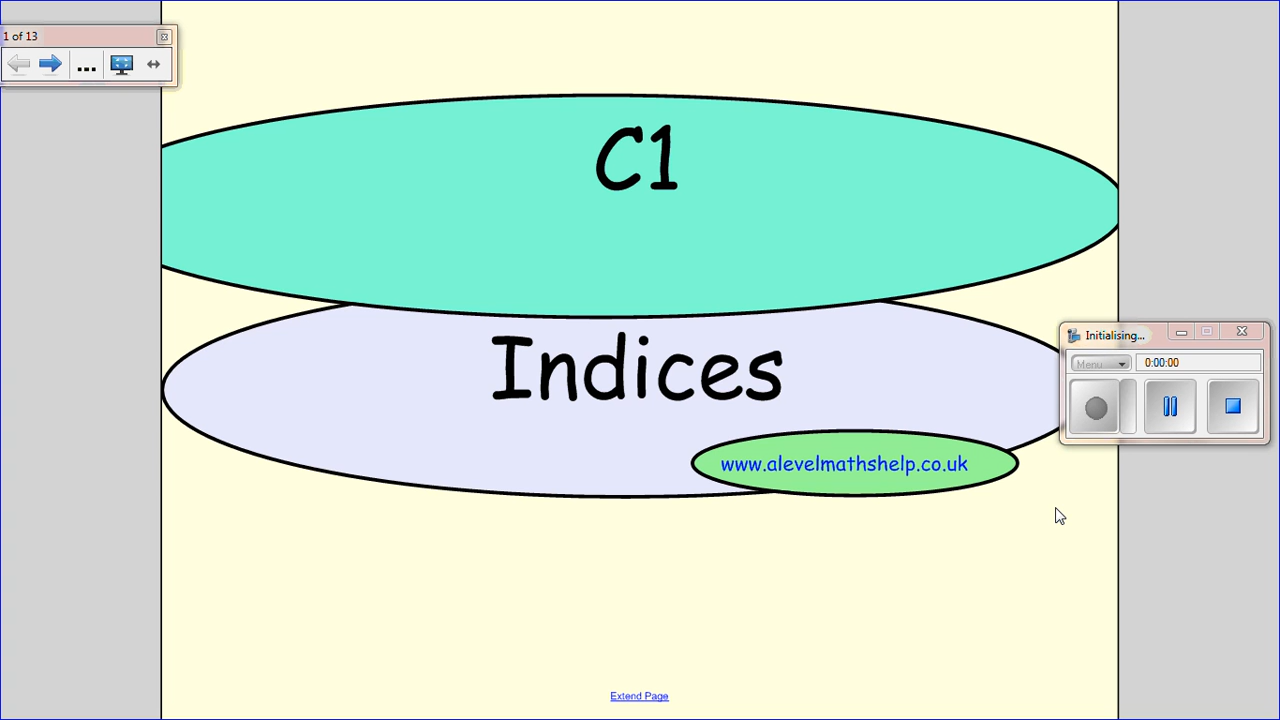 1 of 13
...
C1
Indices
www.alevelmathshelp.co.uk
Initialising...
Menu
0:00:00
Extend Page